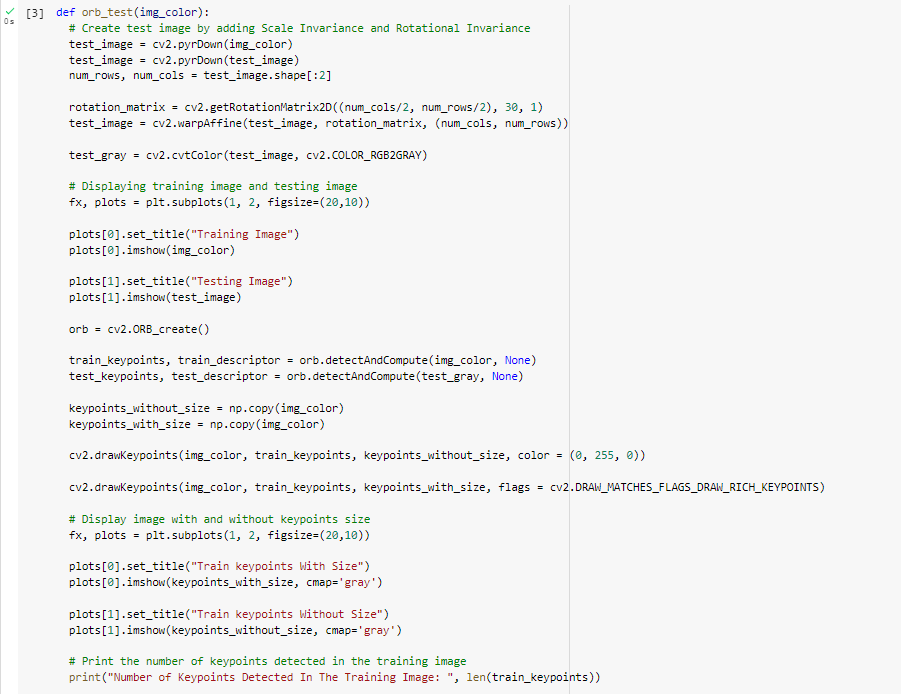 [3] def orb_test(img_color):
# Create test image by adding Scale Invariance and Rotational Invariance
test_image = cv2.pyrDown(img_color)
test_image = cv2.pyrDown(test_image)
num_rows, num_cols = test_image.shape[:2]
rotation_matrix = cv2.getRotationMatrix2D((num_cols/2, num_rows/2), 30, 1)
test_image = cv2.warpAffine(test_image, rotation_matrix, (num_cols, num_rows))
test_gray = cv2.cvtColor(test_image, cv2.COLOR_RGB2GRAY)
# Displaying training image and testing image
fx, plots = plt.subplots(1, 2, figsize=(20,10))
plots[0].set_title("Training Image")
plots[0].imshow(img_color)
plots[1].set_title("Testing Image")
plots[1].imshow(test_image)
orb = cv2.ORB_create()
train_keypoints, train_descriptor = orb.detectAndCompute(img_color, None)
test_keypoints, test_descriptor = orb.detectAndCompute(test_gray, None)
keypoints_without_size = np.copy(img_color)
keypoints_with_size = np.copy(img_color)
cv2.drawKeypoints(img_color, train_keypoints, keypoints_without_size, color = (0, 255, 0))
cv2.drawKeypoints(img_color, train_keypoints, keypoints_with_size, flags = cv2.DRAW_MATCHES_FLAGS_DRAW_RICH_KEYPOINTS)
# Display image with and without keypoints size
fx, plots = plt.subplots(1, 2, figsize=(20,10))
plots[0].set_title("Train keypoints With Size")
plots[0].imshow(keypoints_with_size, cmap='gray')
plots[1].set_title("Train keypoints Without Size")
plots[1].imshow(keypoints_without_size, cmap='gray')
# Print the number of keypoints detected in the training image
print("Number of Keypoints Detected In The Training Image: ", len(train_keypoints))
0s